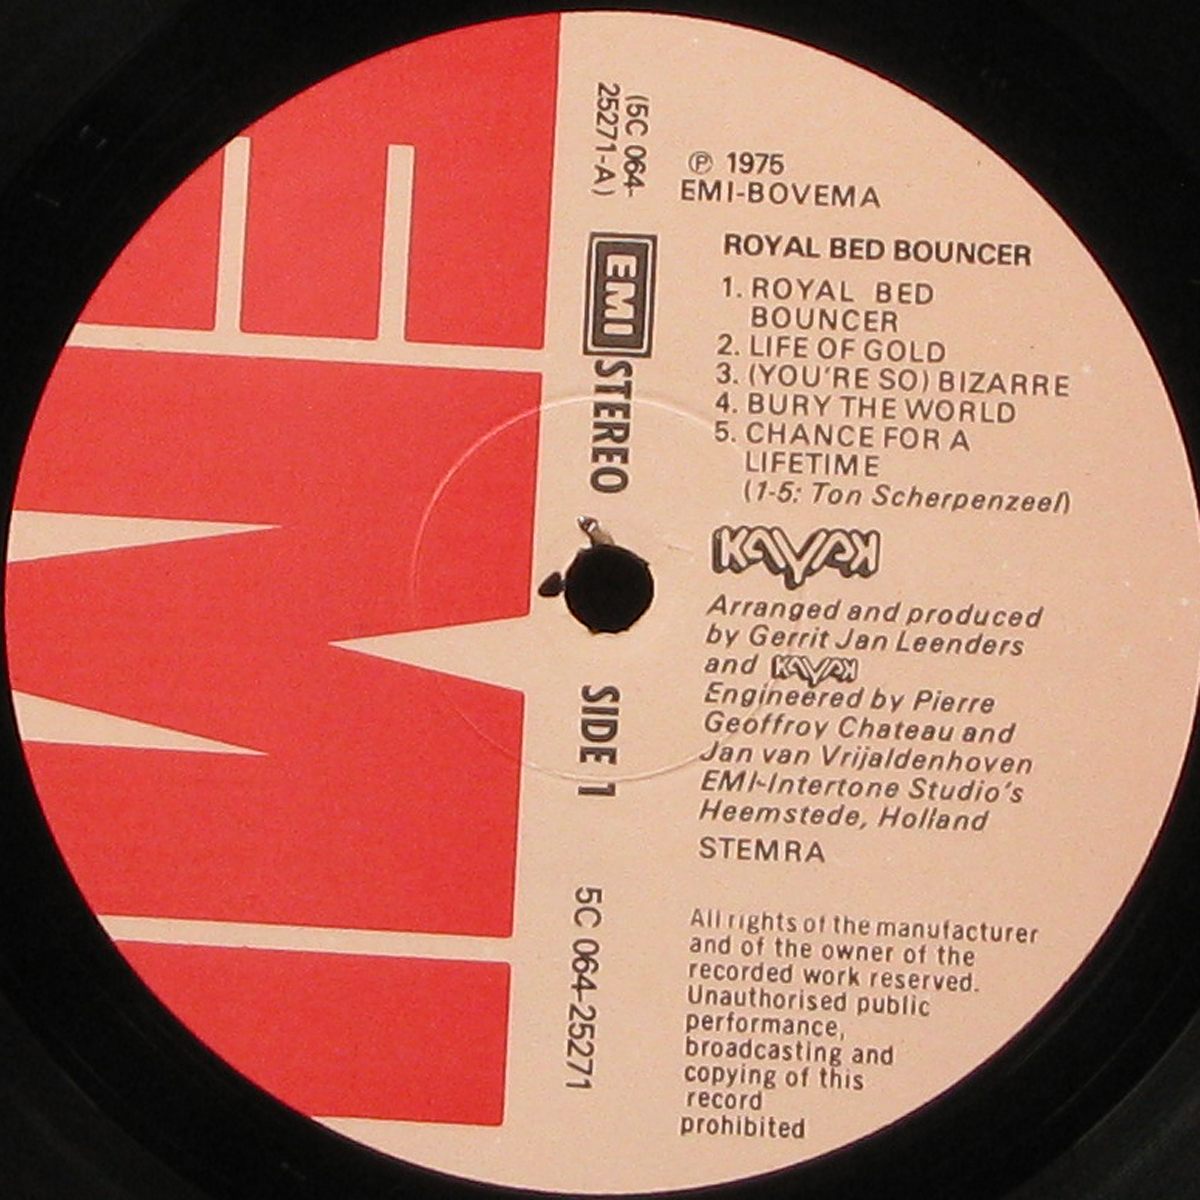 (5C 064-
25271-A)
Ⓟ 1975
EMI-BOVEMA
EMI
STEREO
SIDE 1
5C 064-25271
ROYAL BED BOUNCER
1. ROYAL BED
BOUNCER
2. LIFE OF GOLD
3. (YOU'RE SO) BIZARRE
4. BURY THE WORLD
5. CHANCE FOR A
LIFETIME
(1-5: Ton Scherpenzeel)
KAYAK
Arranged and produced
by Gerrit Jan Leenders
and KAYAK
Engineered by Pierre
Geoffroy Chateau and
Jan van Vrijaldenhoven
EMI-Intertone Studio's
Heemstede, Holland
STEMRA
All rights of the manufacturer
and of the owner of the
recorded work reserved.
Unauthorised public
performance,
broadcasting and
copying of this
record
prohibited
EMI